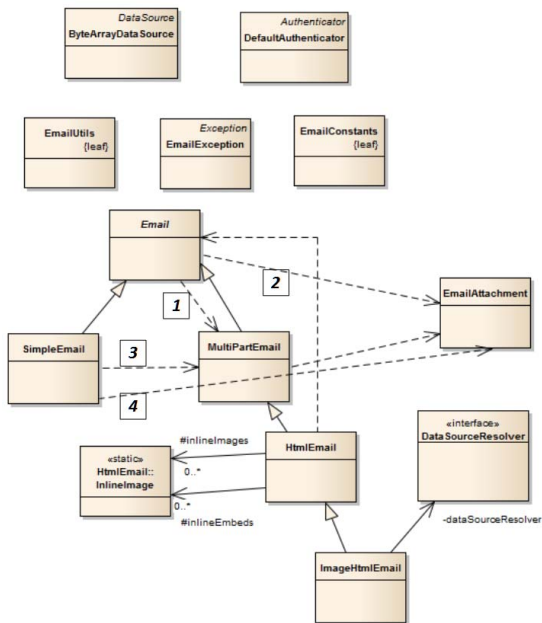 DataSource
ByteArrayDataSource
Authenticator
DefaultAuthenticator
EmailUtils
{leaf}
Exception
EmailException
EmailConstants
{leaf}
Email
1
2
EmailAttachment
SimpleEmail
3
MultiPartEmail
4
«interface»
DataSourceResolver
#inlineImages
HtmlEmail
«static»
HtmlEmail::
InlineImage
0..*
0..*
#inlineEmbeds
-dataSourceResolver
ImageHtmlEmail